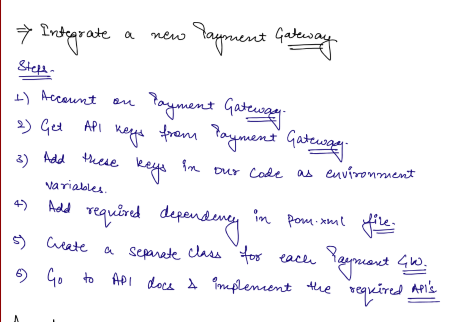 ⇒ Integrate a new Payment Gateway
Steps -
1) Account on Payment Gateway.
2) Get API keys from Payment Gateway.
3) Add these keys in our code as environment
variables.
4) Add required dependency in pom.xml file.
5) Create a separate class for each Payment GW.
6) Go to API docs & implement the required API's